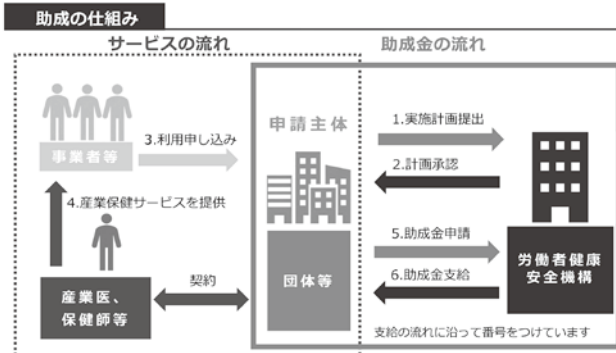 助成の仕組み
サービスの流れ
助成金の流れ
事業者等
3.利用申し込み
申請主体
1.実施計画提出
2.計画承認
4.産業保健サービスを提供
5.助成金申請
6.助成金支給
労働者健康
安全機構
産業医、
保健師等
契約
団体等
支給の流れに沿って番号をつけています